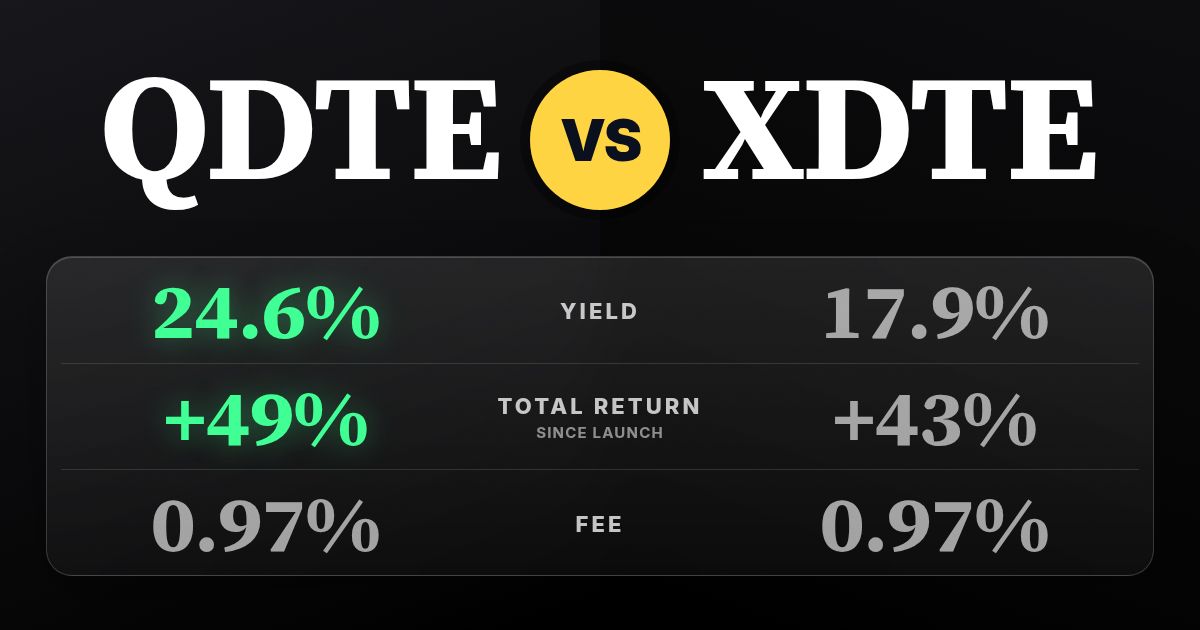 QDTE VS XDTE
24.6% YIELD 17.9%
+49% TOTAL RETURN +43%
SINCE LAUNCH
0.97% FEE 0.97%